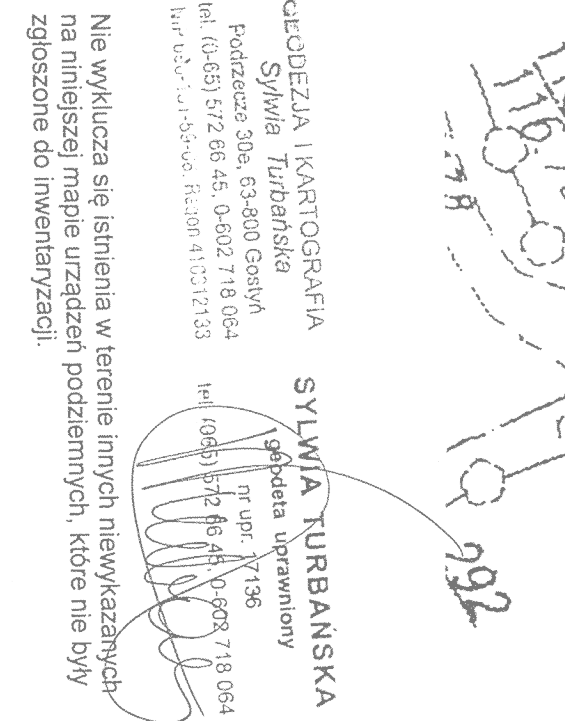 GEODEZJA I KARTOGRAFIA
Sylwia Turbańska
Podrzecze 30e, 63-800 Gostyń
tel. (0-65) 572 66 45, 0-602 718 064
Regon 410312133
SYLWIA TURBAŃSKA
geodeta uprawniony
nr upr. 17136
tel. (065) 572 66 45, 0-602 718 064
Nie wyklucza się istnienia w terenie innych niewykazanych
na niniejszej mapie urządzeń podziemnych, które nie były
zgłoszone do inwentaryzacji.